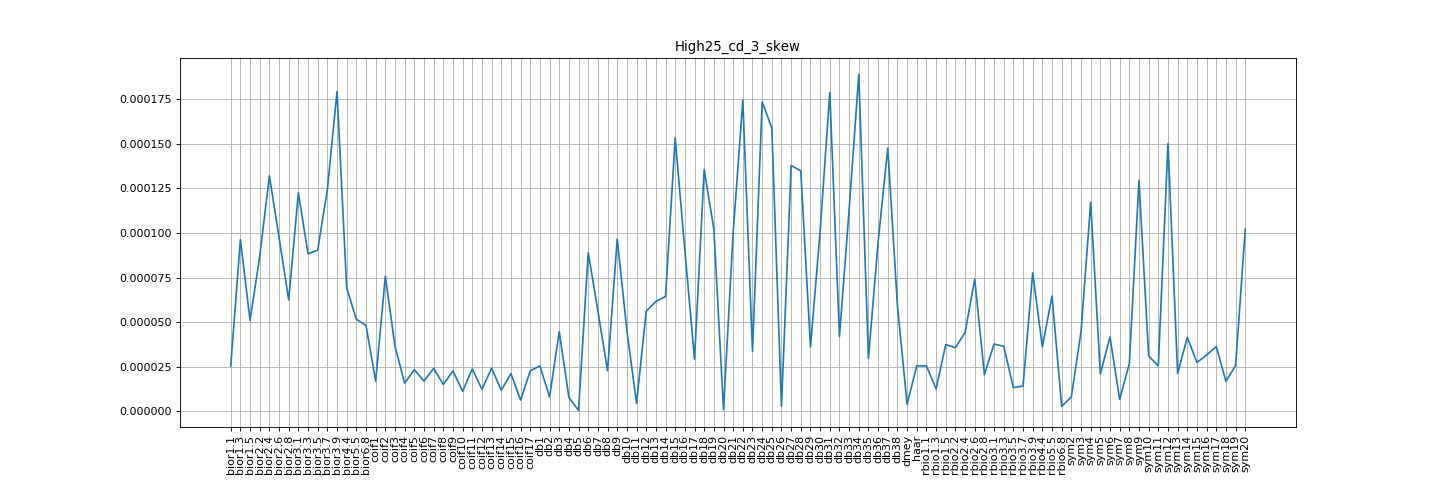 High25_cd_3_skew
0.000175
0.000150
0.000125
0.000100
0.000075
0.000050
0.000025
0.000000
bior1.1
bior1.3
bior1.5
bior2.2
bior2.4
bior2.6
bior2.8
bior3.1
bior3.3
bior3.5
bior3.7
bior3.9
bior4.4
bior5.5
bior6.8
coif1
coif2
coif3
coif4
coif5
coif6
coif7
coif8
coif9
coif10
coif11
coif12
coif13
coif14
coif15
coif16
coif17
db1
db2
db3
db4
db5
db6
db7
db8
db9
db10
db11
db12
db13
db14
db15
db16
db17
db18
db19
db20
db21
db22
db23
db24
db25
db26
db27
db28
db29
db30
db31
db32
db33
db34
db35
db36
db37
db38
dmey
haar
rbio1.1
rbio1.3
rbio1.5
rbio2.2
rbio2.4
rbio2.6
rbio2.8
rbio3.1
rbio3.3
rbio3.5
rbio3.7
rbio3.9
rbio4.4
rbio5.5
rbio6.8
sym2
sym3
sym4
sym5
sym6
sym7
sym8
sym9
sym10
sym11
sym12
sym13
sym14
sym15
sym16
sym17
sym18
sym19
sym20